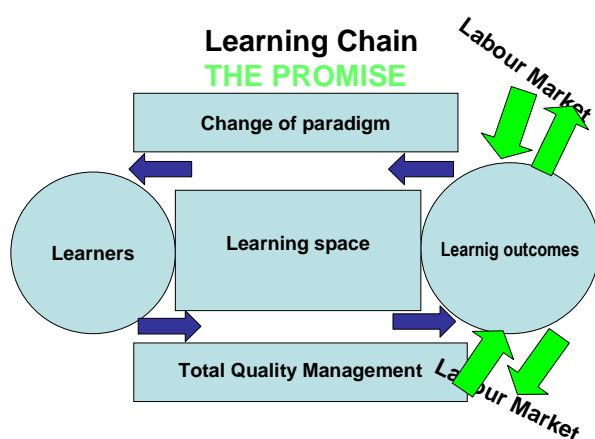 Learning Chain
THE PROMISE
Labour Market
Change of paradigm
Learners
Learning space
Learnig outcomes
Total Quality Management
Labour Market